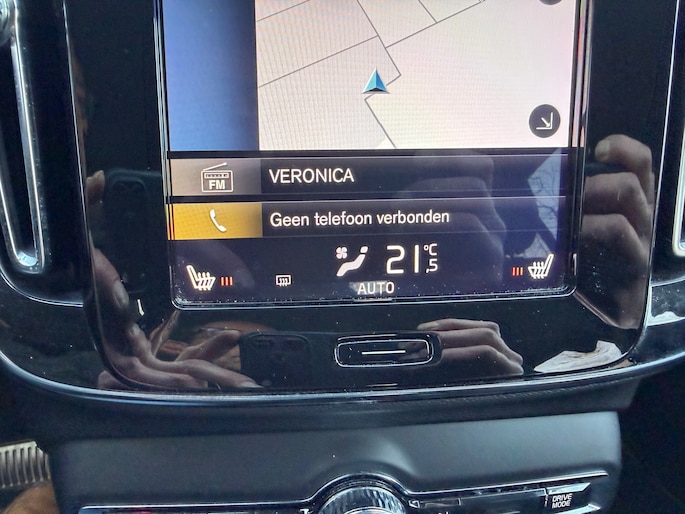 FM
VERONICA
Geen telefoon verbonden
21,5°C
AUTO
DRIVE
MODE